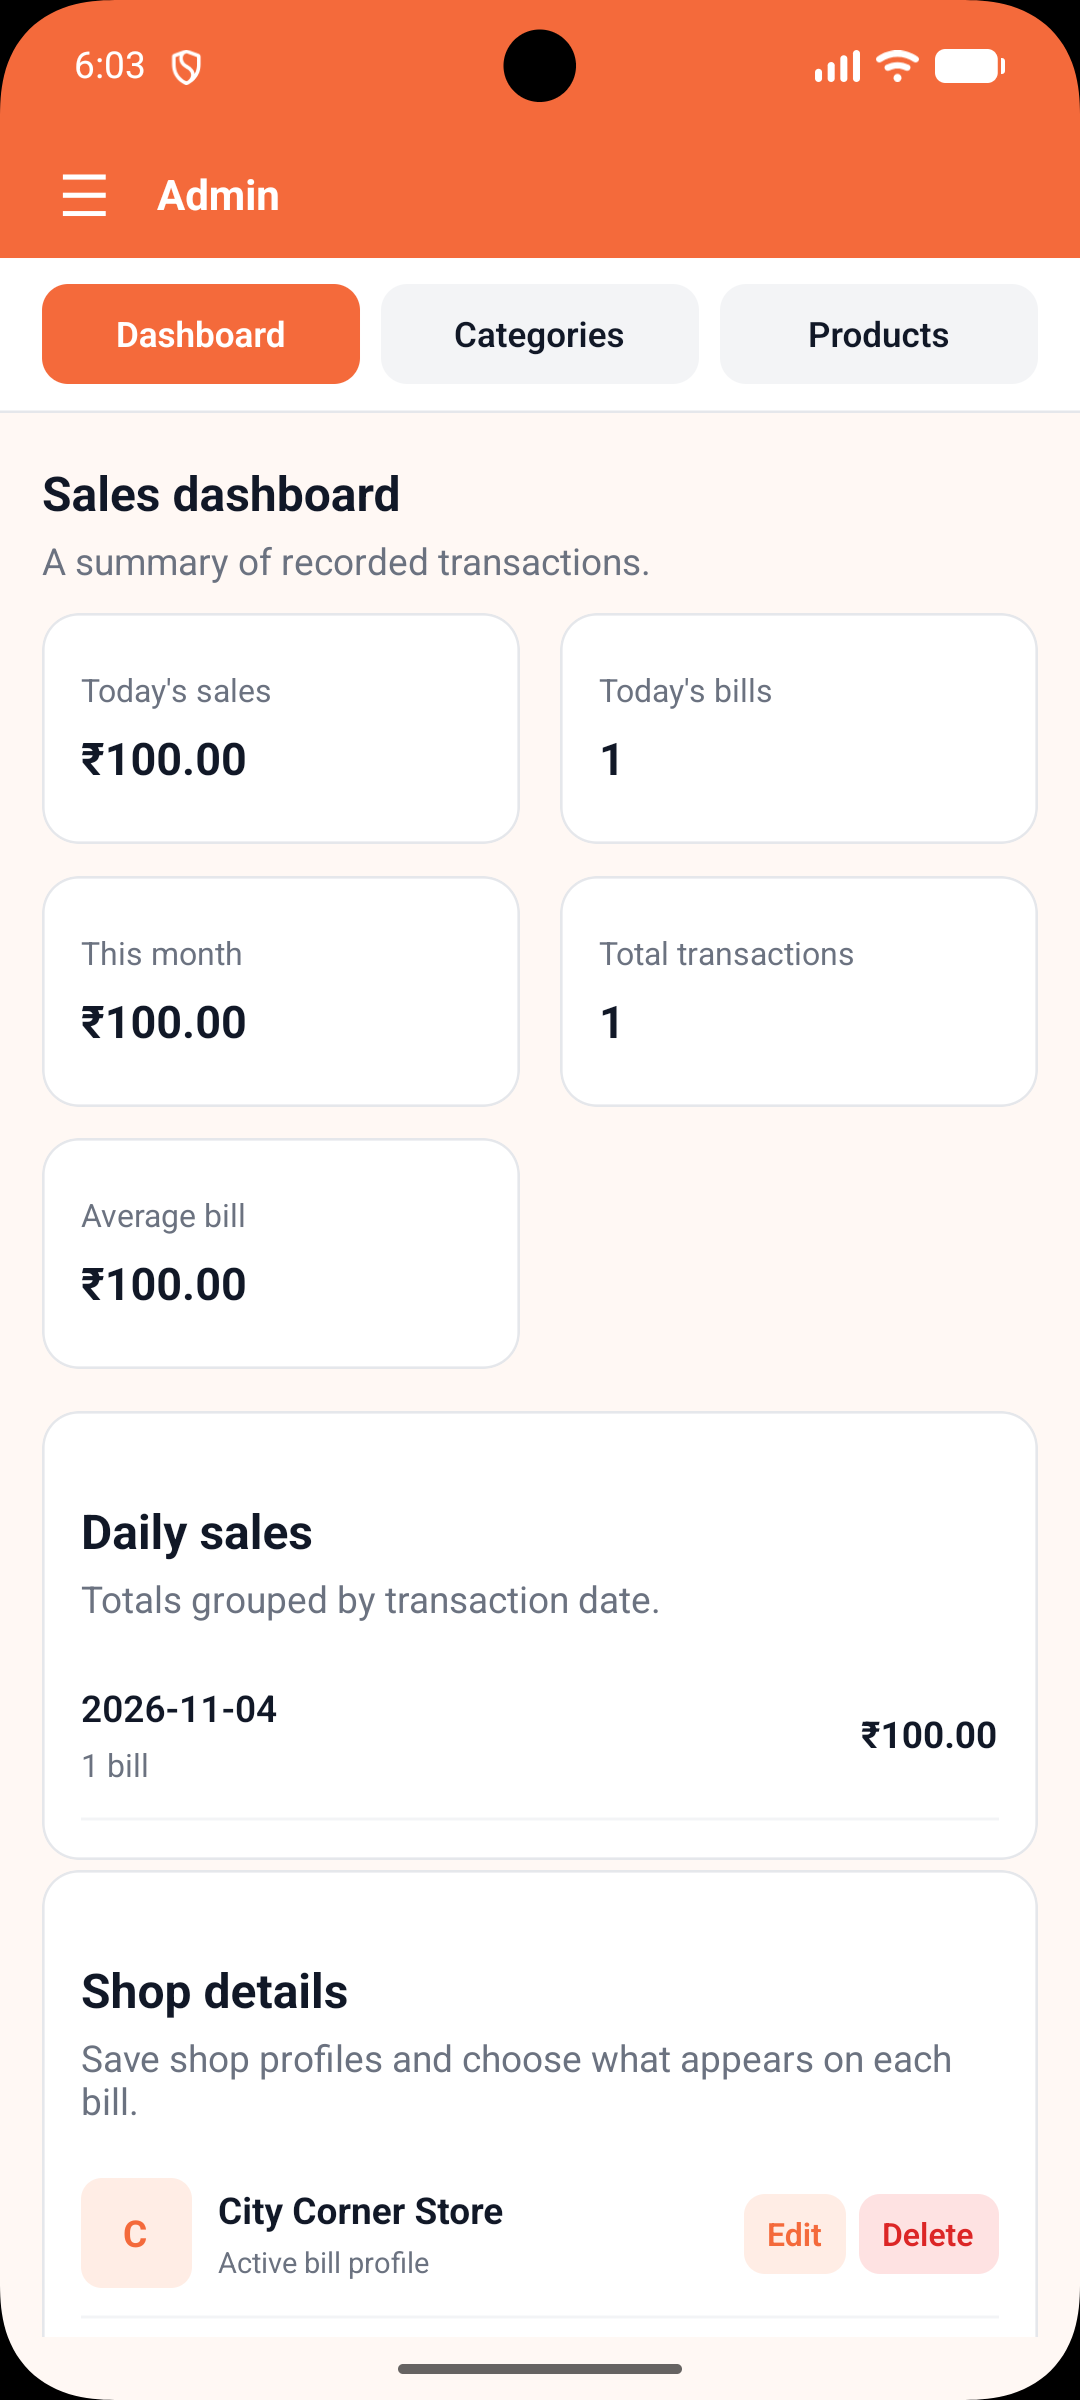 6:03
Admin
Dashboard
Categories
Products
Sales dashboard
A summary of recorded transactions.
Today's sales
₹100.00
Today's bills
1
This month
₹100.00
Total transactions
1
Average bill
₹100.00
Daily sales
Totals grouped by transaction date.
2026-11-04
1 bill
₹100.00
Shop details
Save shop profiles and choose what appears on each
bill.
C
City Corner Store
Active bill profile
Edit
Delete